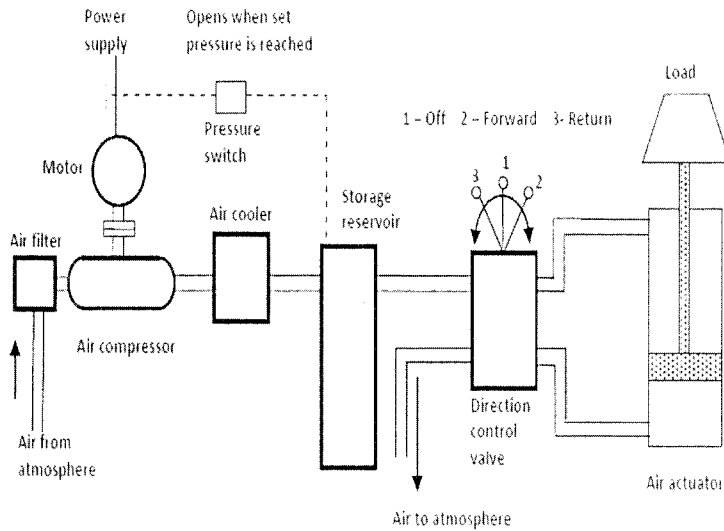 Power
supply
Opens when set
pressure is reached
Load
1 – Off 2 – Forward 3- Return
Pressure
switch
Motor
1
3
2
Storage
reservoir
Air cooler
Air filter
Air compressor
Direction
control
valve
Air from
atmosphere
Air actuator
Air to atmosphere